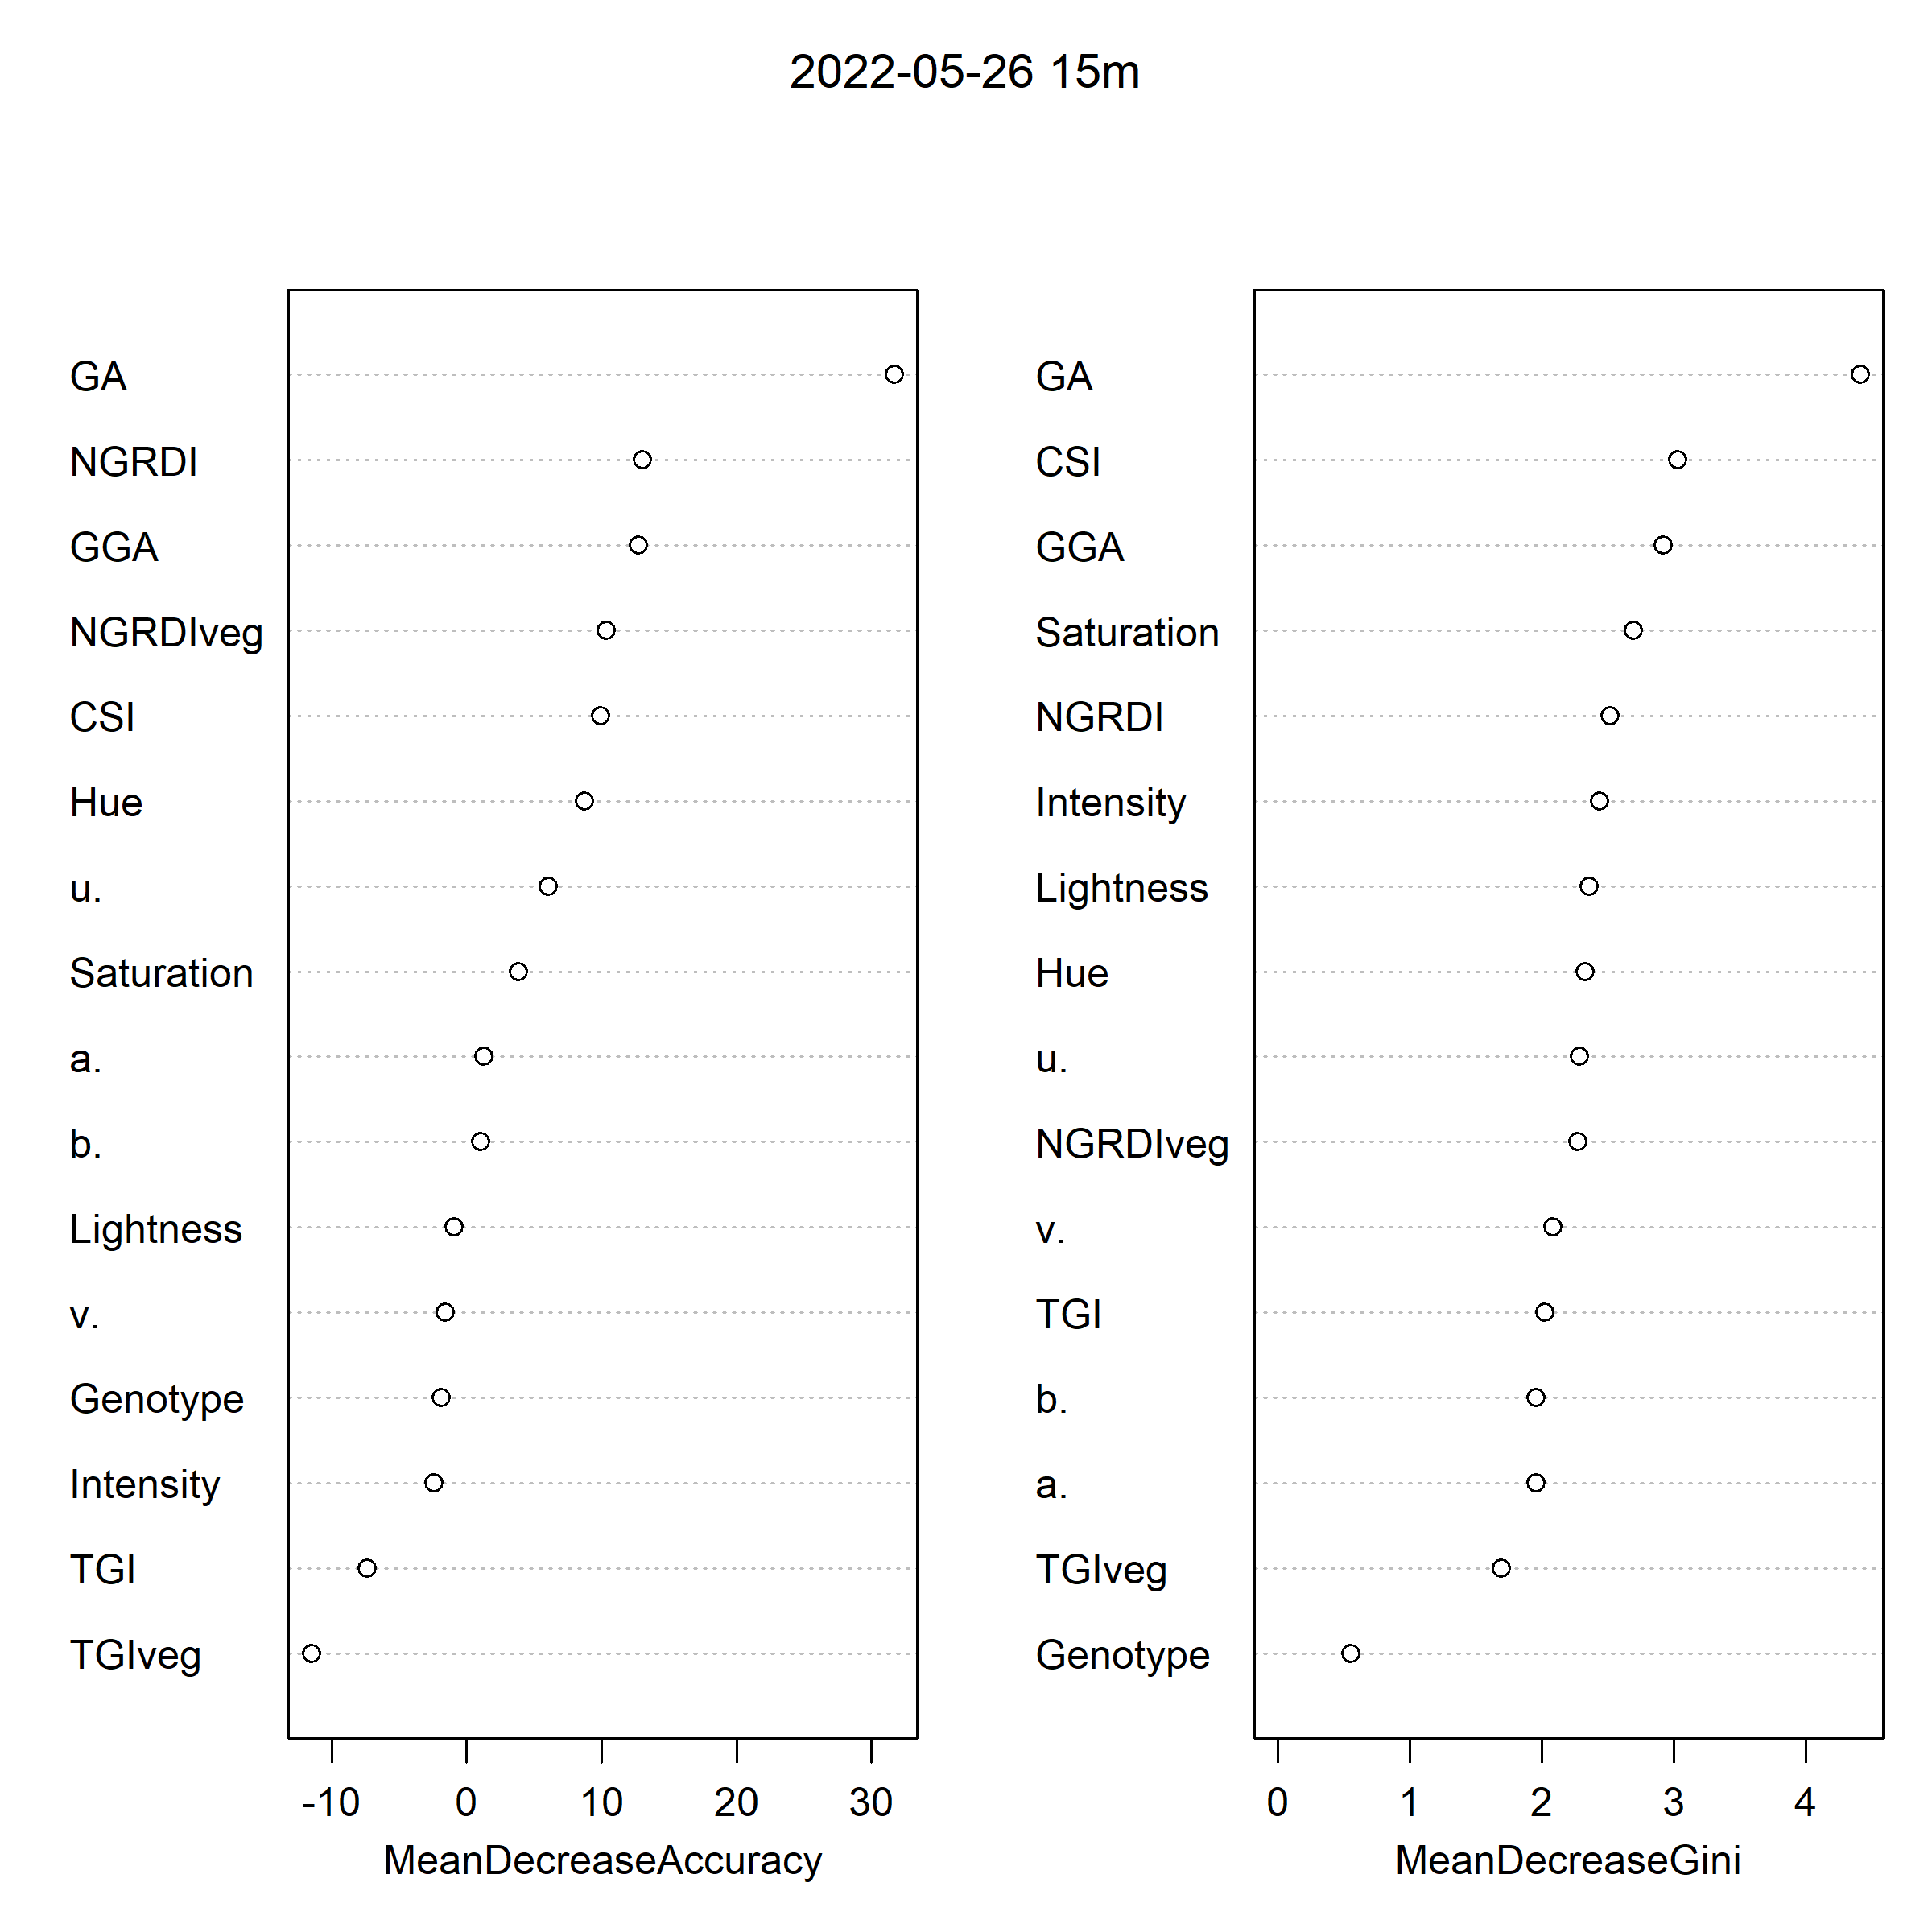 2022-05-26 15m
GA
NGRDI
GGA
NGRDIveg
CSI
Hue
u.
Saturation
a.
b.
Lightness
v.
Genotype
Intensity
TGI
TGIveg
-10 0 10 20 30
MeanDecreaseAccuracy
GA
CSI
GGA
Saturation
NGRDI
Intensity
Lightness
Hue
u.
NGRDIveg
v.
TGI
b.
a.
TGIveg
Genotype
0 1 2 3 4
MeanDecreaseGini